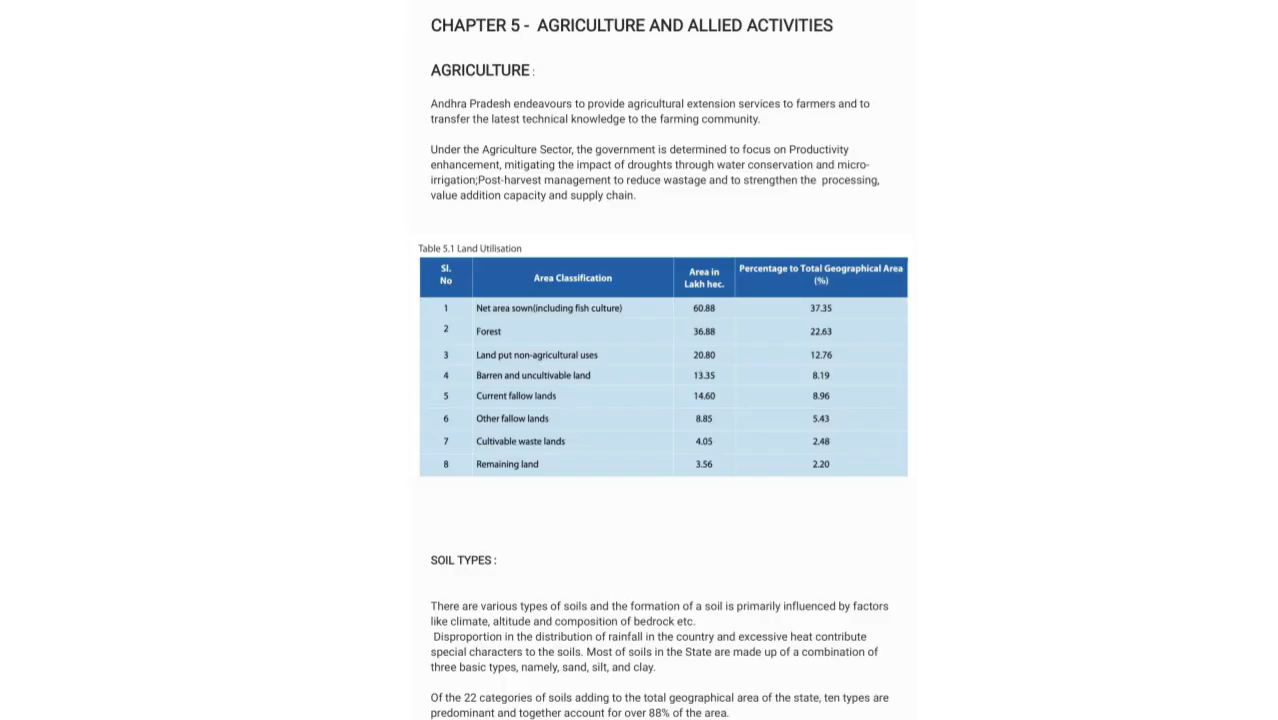 CHAPTER 5 - AGRICULTURE AND ALLIED ACTIVITIES
AGRICULTURE :
Andhra Pradesh endeavours to provide agricultural extension services to farmers and to
transfer the latest technical knowledge to the farming community.
Under the Agriculture Sector, the government is determined to focus on Productivity
enhancement, mitigating the impact of droughts through water conservation and micro-
irrigation;Post-harvest management to reduce wastage and to strengthen the processing,
value addition capacity and supply chain.
Table 5.1 Land Utilisation
Sl. No Area Classification Area in Lakh hec. Percentage to Total Geographical Area (%)
1 Net area sown(including fish culture) 60.88 37.35
2 Forest 36.88 22.63
3 Land put non-agricultural uses 20.80 12.76
4 Barren and uncultivable land 13.35 8.19
5 Current fallow lands 14.60 8.96
6 Other fallow lands 8.85 5.43
7 Cultivable waste lands 4.05 2.48
8 Remaining land 3.56 2.20
SOIL TYPES :
There are various types of soils and the formation of a soil is primarily influenced by factors
like climate, altitude and composition of bedrock etc.
Disproportion in the distribution of rainfall in the country and excessive heat contribute
special characters to the soils. Most of soils in the State are made up of a combination of
three basic types, namely, sand, silt, and clay.
Of the 22 categories of soils adding to the total geographical area of the state, ten types are
predominant and together account for over 88% of the area.